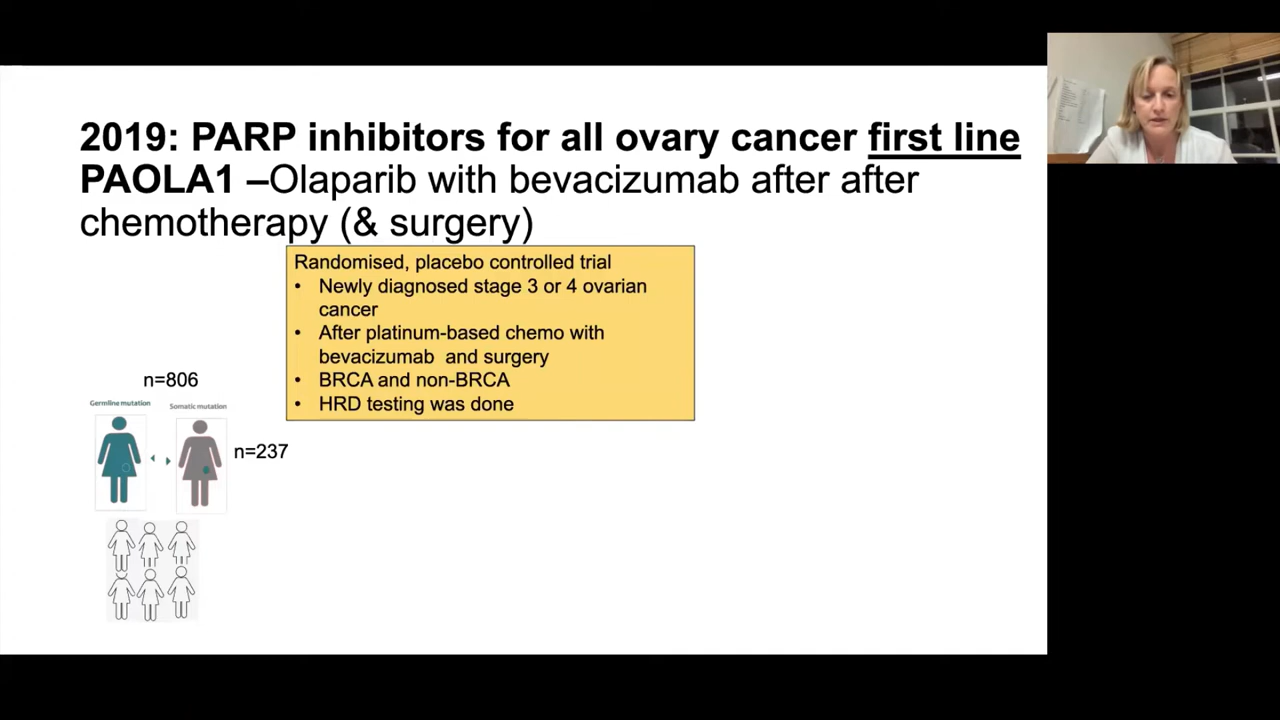 2019: PARP inhibitors for all ovary cancer first line
PAOLA1 –Olaparib with bevacizumab after after
chemotherapy (& surgery)
Randomised, placebo controlled trial
• Newly diagnosed stage 3 or 4 ovarian
cancer
• After platinum-based chemo with
bevacizumab and surgery
• BRCA and non-BRCA
• HRD testing was done
n=806
Germline mutation
Somatic mutation
n=237